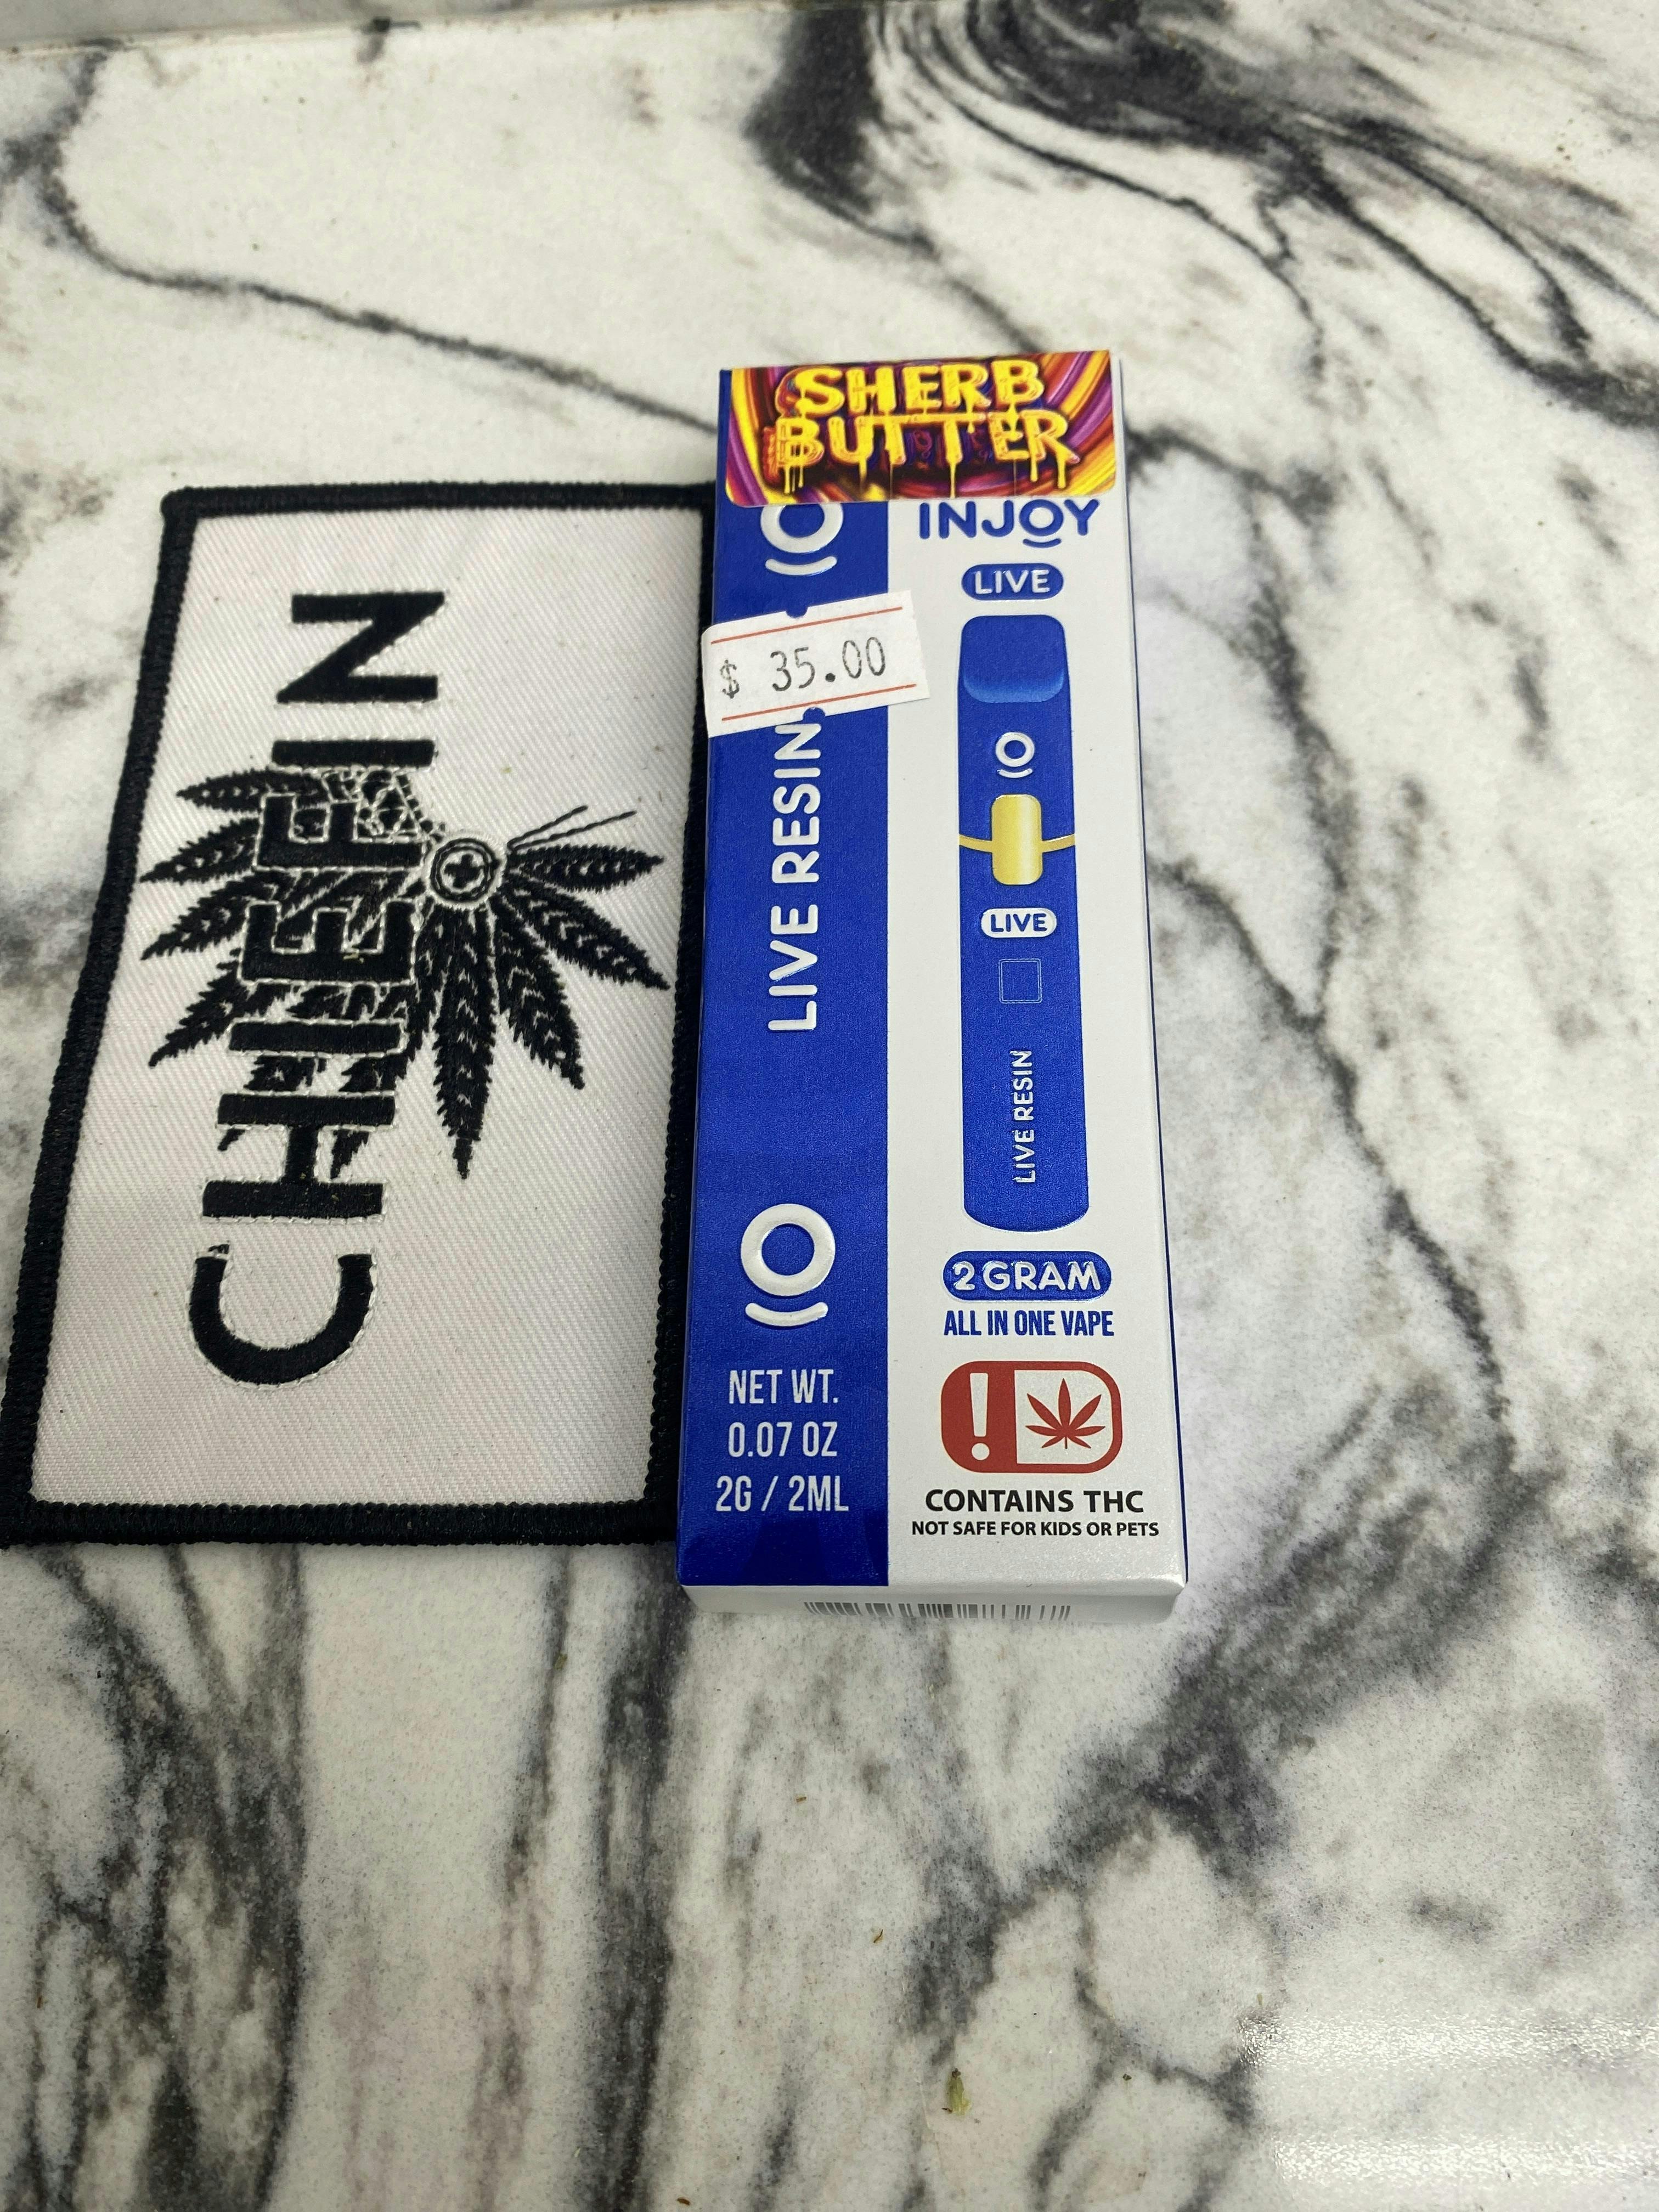 CHIEFIN
SHERB
BUTTER
INJOY
LIVE
$ 35.00
LIVE RESIN
LIVE
LIVE RESIN
2 GRAM
ALL IN ONE VAPE
NET WT.
0.07 OZ
2G / 2ML
CONTAINS THC
NOT SAFE FOR KIDS OR PETS